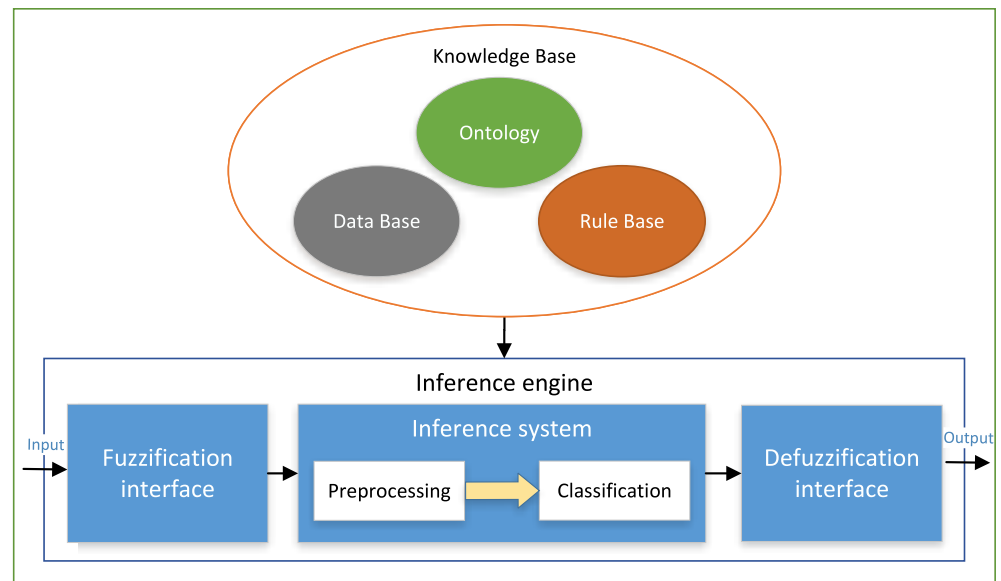 Knowledge Base
Ontology
Data Base
Rule Base
Inference engine
Input
Fuzzification
interface
Inference system
Preprocessing
Classification
Defuzzification
interface
Output